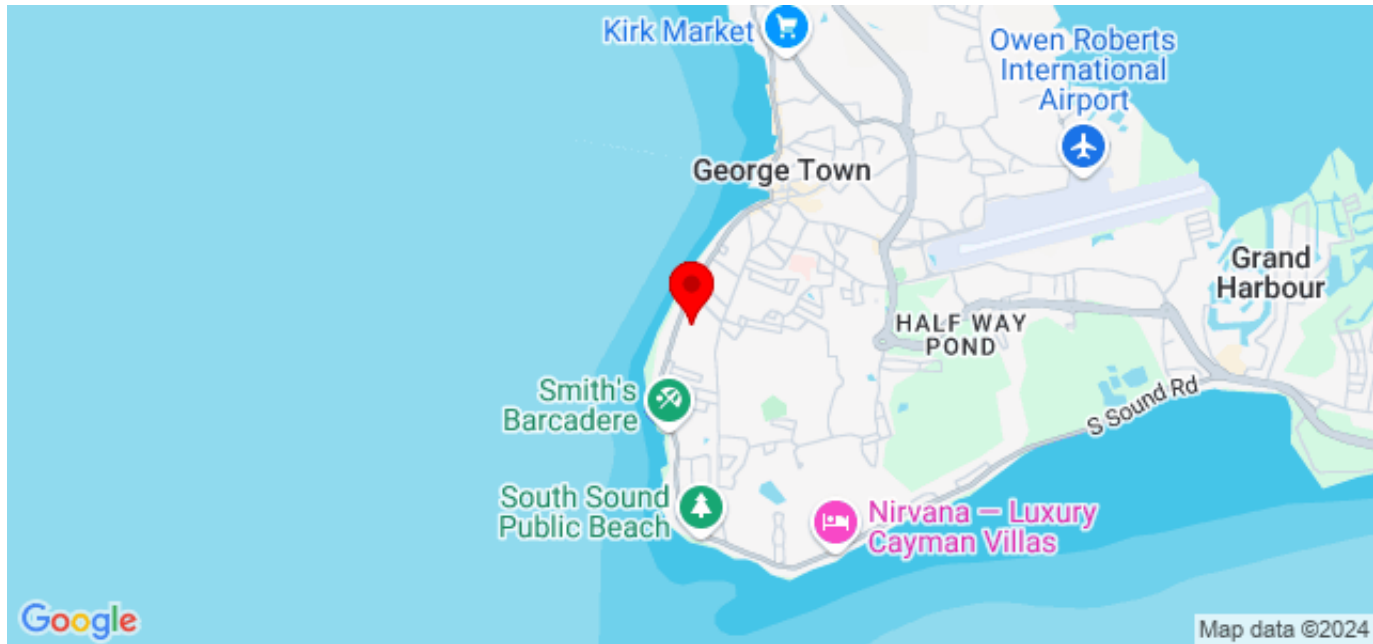 Kirk Market
Owen Roberts
International
Airport
George Town
Grand
Harbour
HALF WAY
POND
Smith's
Barcadere
S Sound Rd
South Sound
Public Beach
Nirvana — Luxury
Cayman Villas
Google
Map data ©2024